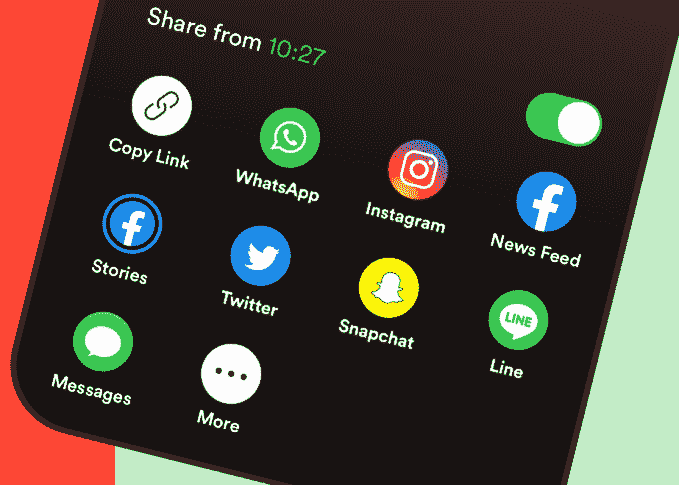 Share from 10:27
Copy Link
WhatsApp
Instagram
News Feed
Stories
Twitter
Snapchat
LINE
Line
Messages
More